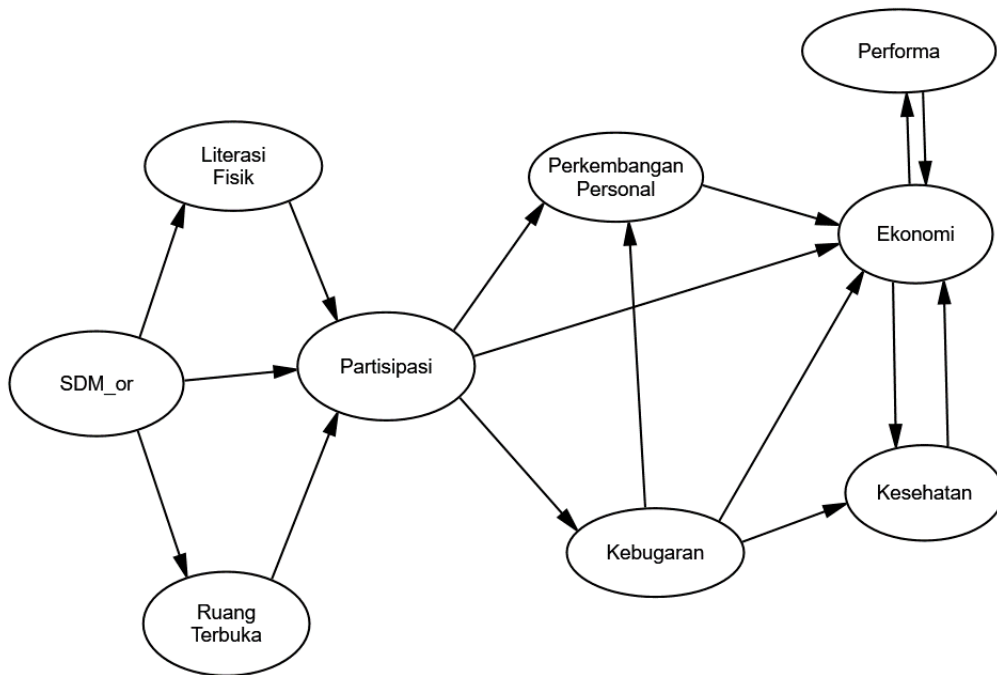 Performa
Literasi
Fisik
Perkembangan
Personal
Ekonomi
SDM_or
Partisipasi
Kesehatan
Kebugaran
Ruang
Terbuka